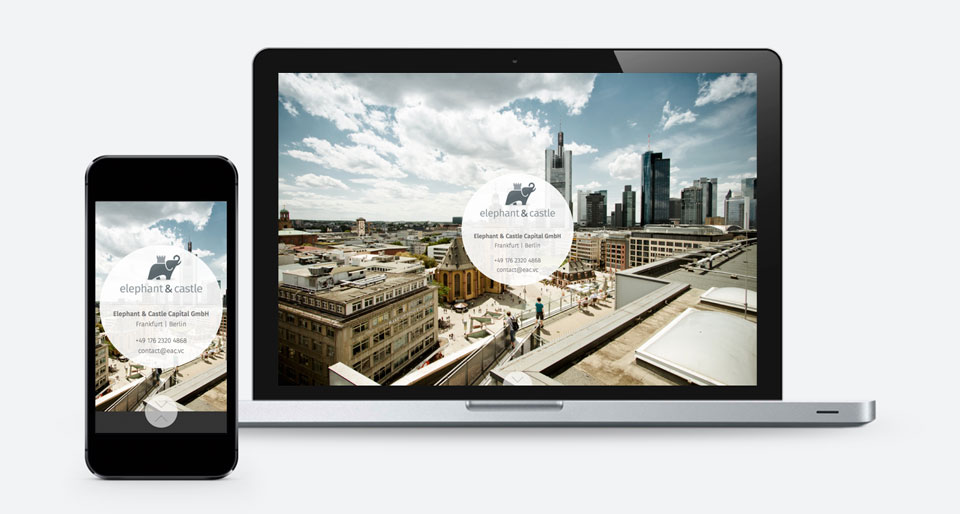 elephant & castle
Elephant & Castle Capital GmbH
Frankfurt | Berlin
+49 176 2320 4868
contact@eac.vc
elephant & castle
Elephant & Castle Capital GmbH
Frankfurt | Berlin
+49 176 2320 4868
contact@eac.vc